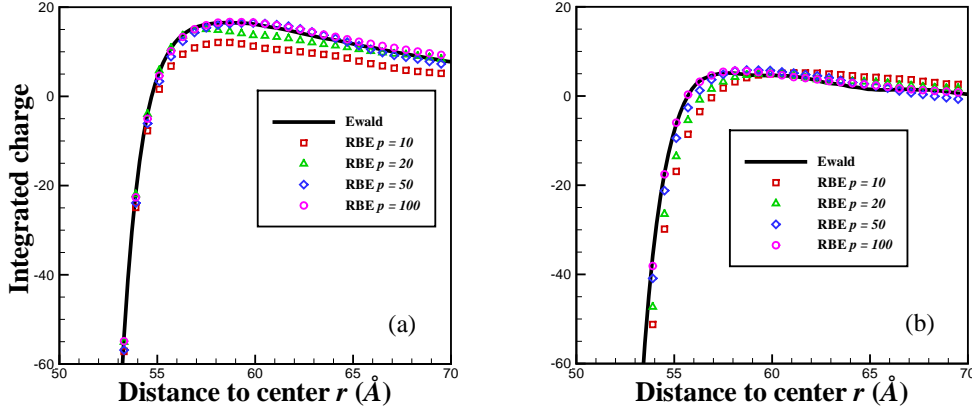 Integrated charge
20
0
-20
-40
-60
50
55
60
65
70
Ewald
RBE p = 10
RBE p = 20
RBE p = 50
RBE p = 100
(a)
Distance to center r (Å)
20
0
-20
-40
-60
50
55
60
65
70
Ewald
RBE p = 10
RBE p = 20
RBE p = 50
RBE p = 100
(b)
Distance to center r (Å)